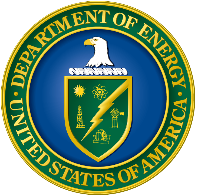 DEPARTMENT OF ENERGY
UNITED STATES OF AMERICA